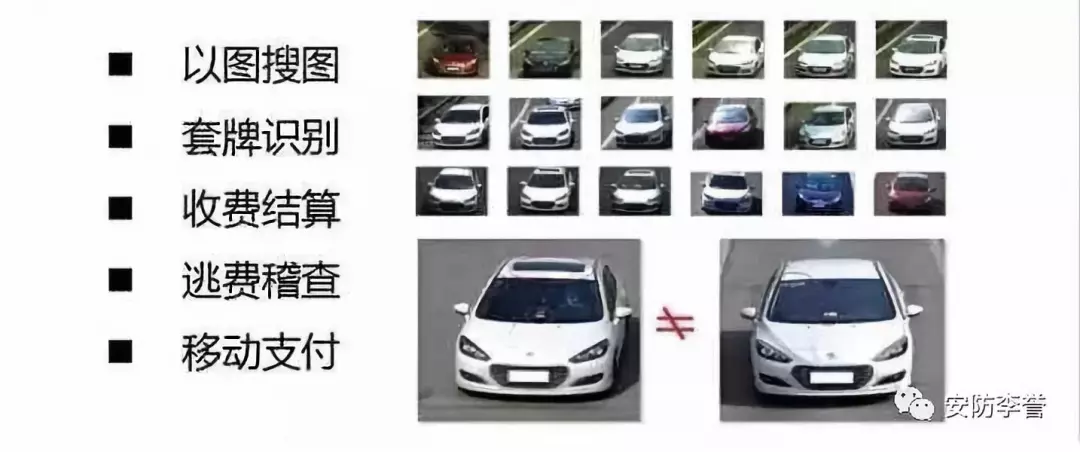 以图搜图
套牌识别
收费结算
逃费稽查
移动支付
≠
安防李誉